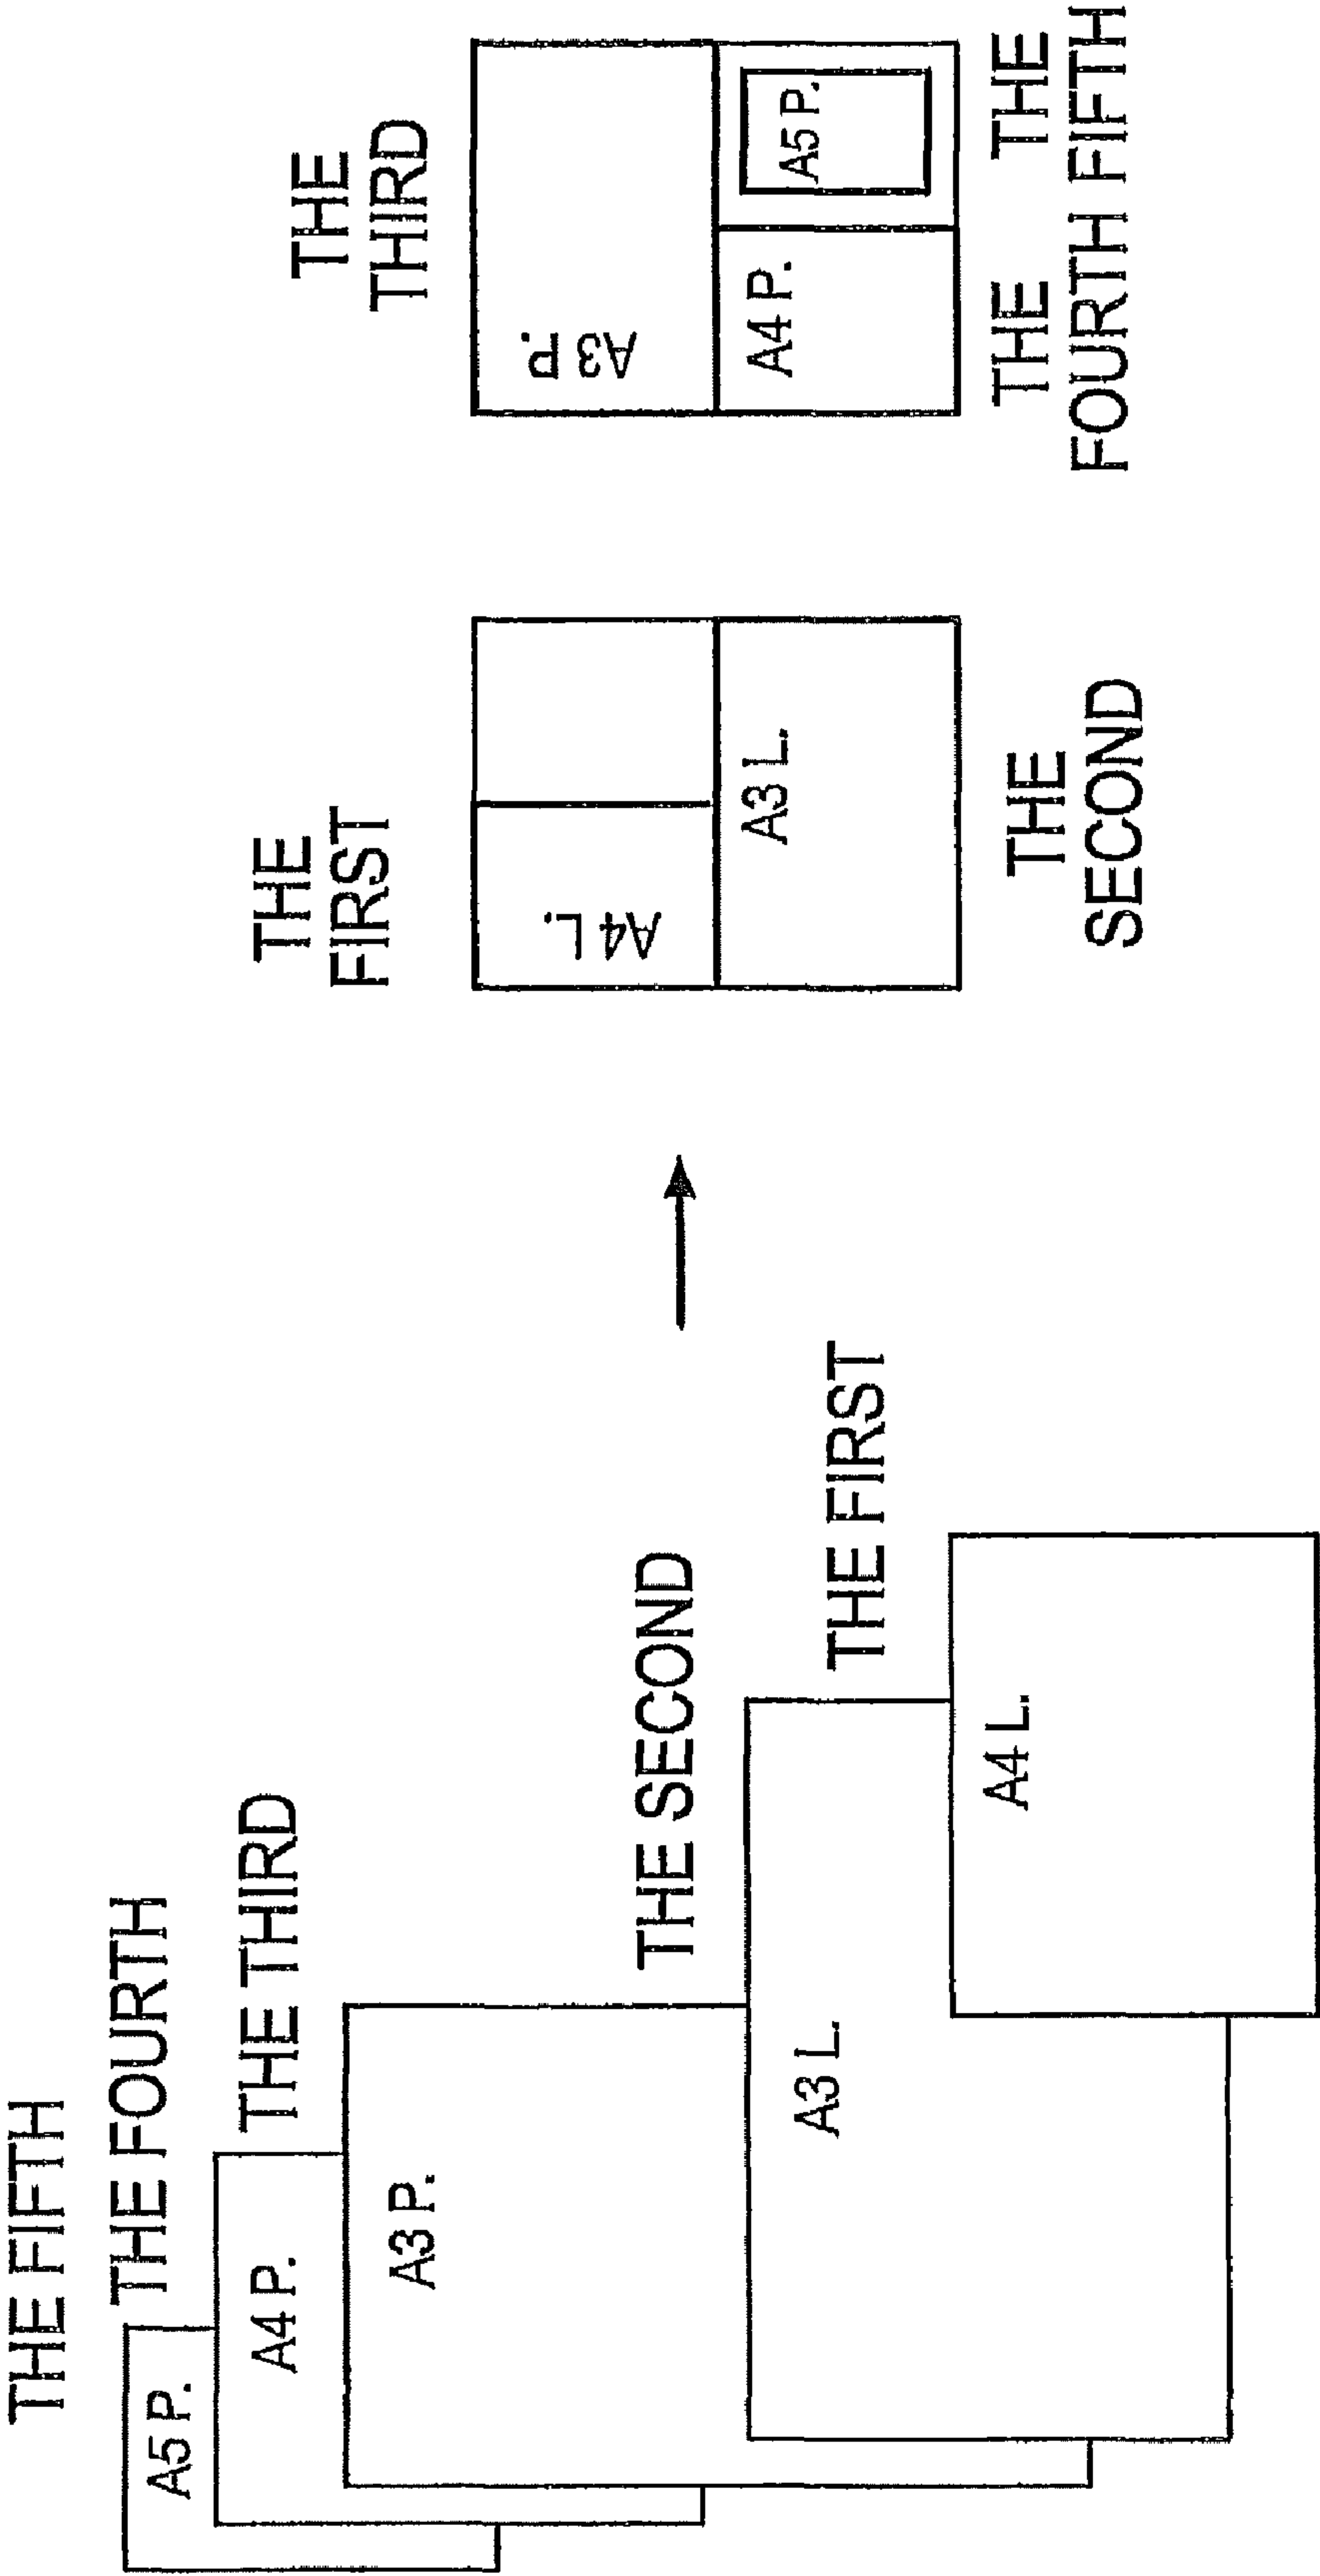 THE FIFTH
THE FOURTH
THE THIRD
THE SECOND
THE FIRST
A5 P.
A4 P.
A3 P.
A3 L.
A4 L.
THE
FIRST
A4 L.
A3 L.
THE
SECOND
THE
THIRD
A3 P.
A4 P.
A5 P.
THE THE
FOURTH FIFTH